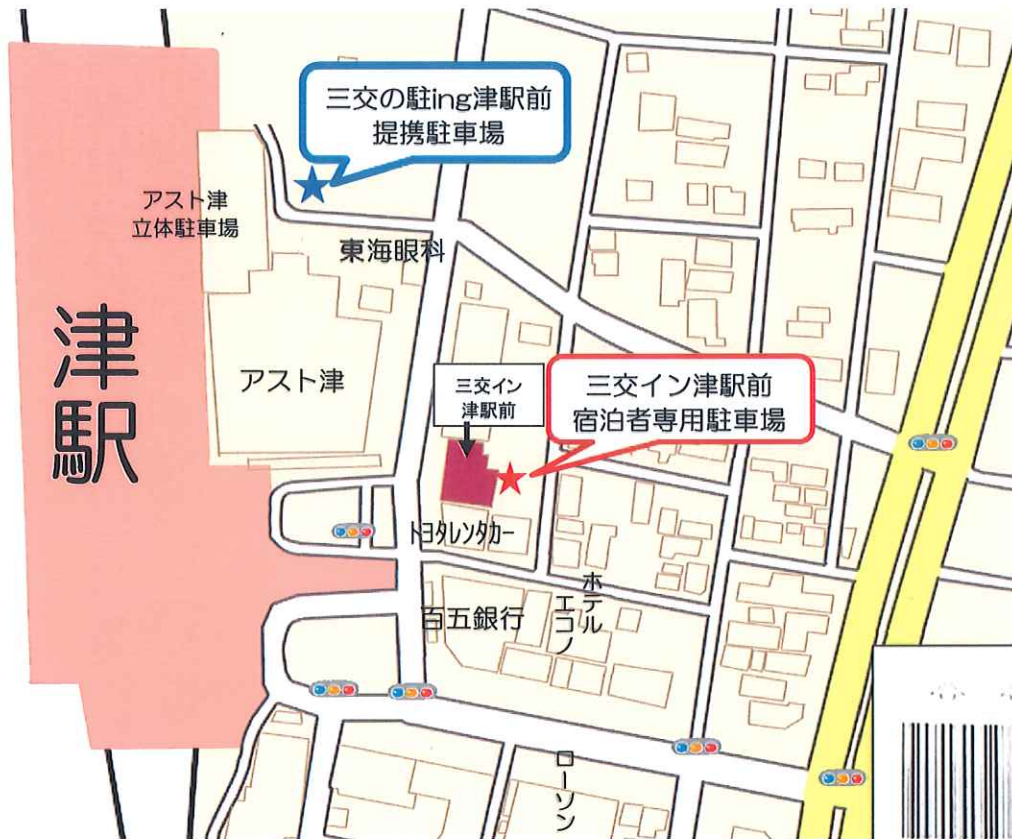 三交の駐ing津駅前
提携駐車場
アスト津
立体駐車場
東海眼科
津駅
アスト津
三交イン
津駅前
三交イン津駅前
宿泊者専用駐車場
トヨタレンタカー
百五銀行
ホテル
エコノ
ローソン